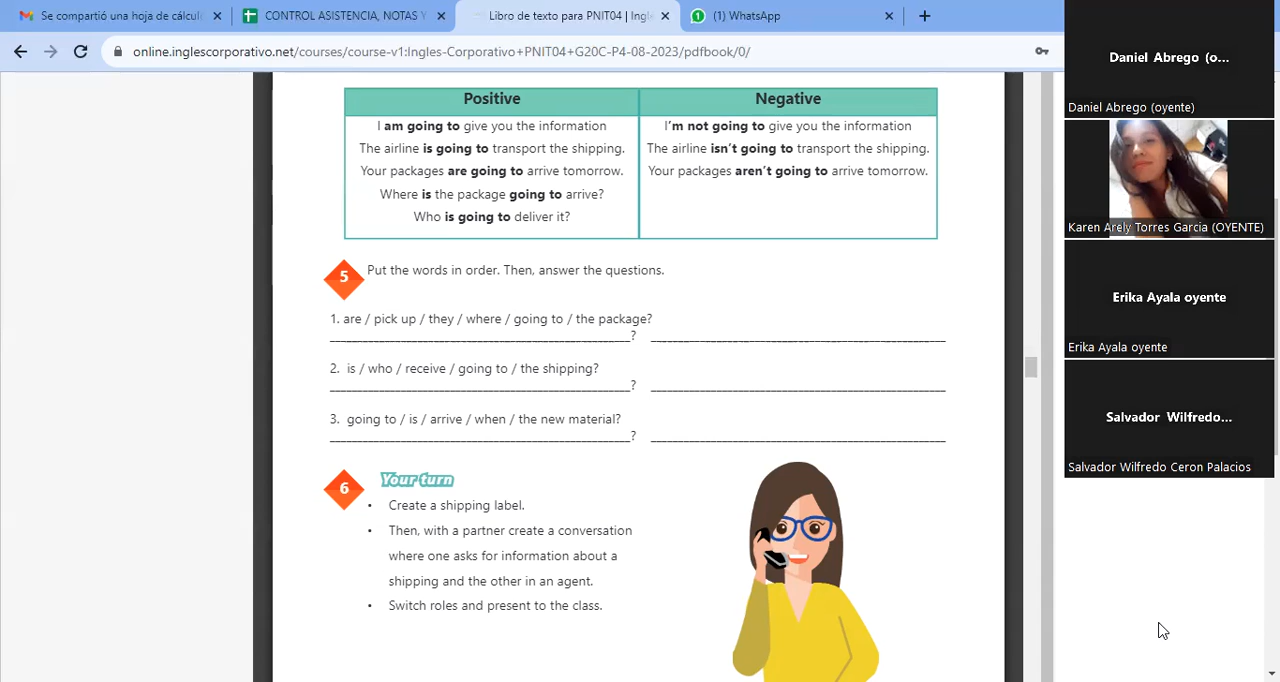 Se compartió un hoja de cálculo
CONTROL ASISTENCIA, NOTAS Y
Libro de texto para PNIT04 | Ingle
(1) WhatsApp
online.inglescorporativo.net/courses/course-v1:Ingles-Corporativo+PNIT04+G20C-P4-08-2023/pdfbook/0/
Positive Negative
I am going to give you the information I'm not going to give you the information
The airline is going to transport the shipping. The airline isn't going to transport the shipping.
Your packages are going to arrive tomorrow. Your packages aren't going to arrive tomorrow.
Where is the package going to arrive?
Who is going to deliver it?
5 Put the words in order. Then, answer the questions.
1. are / pick up / they / where / going to / the package?
?
2. is / who / receive / going to / the shipping?
?
3. going to / is / arrive / when / the new material?
?
6 Your turn
• Create a shipping label.
• Then, with a partner create a conversation
where one asks for information about a
shipping and the other in an agent.
• Switch roles and present to the class.
Daniel Abrego (o...
Daniel Abrego (oyente)
Karen Arely Torres Garcia (OYENTE)
Erika Ayala oyente
Erika Ayala oyente
Salvador Wilfredo...
Salvador Wilfredo Ceron Palacios